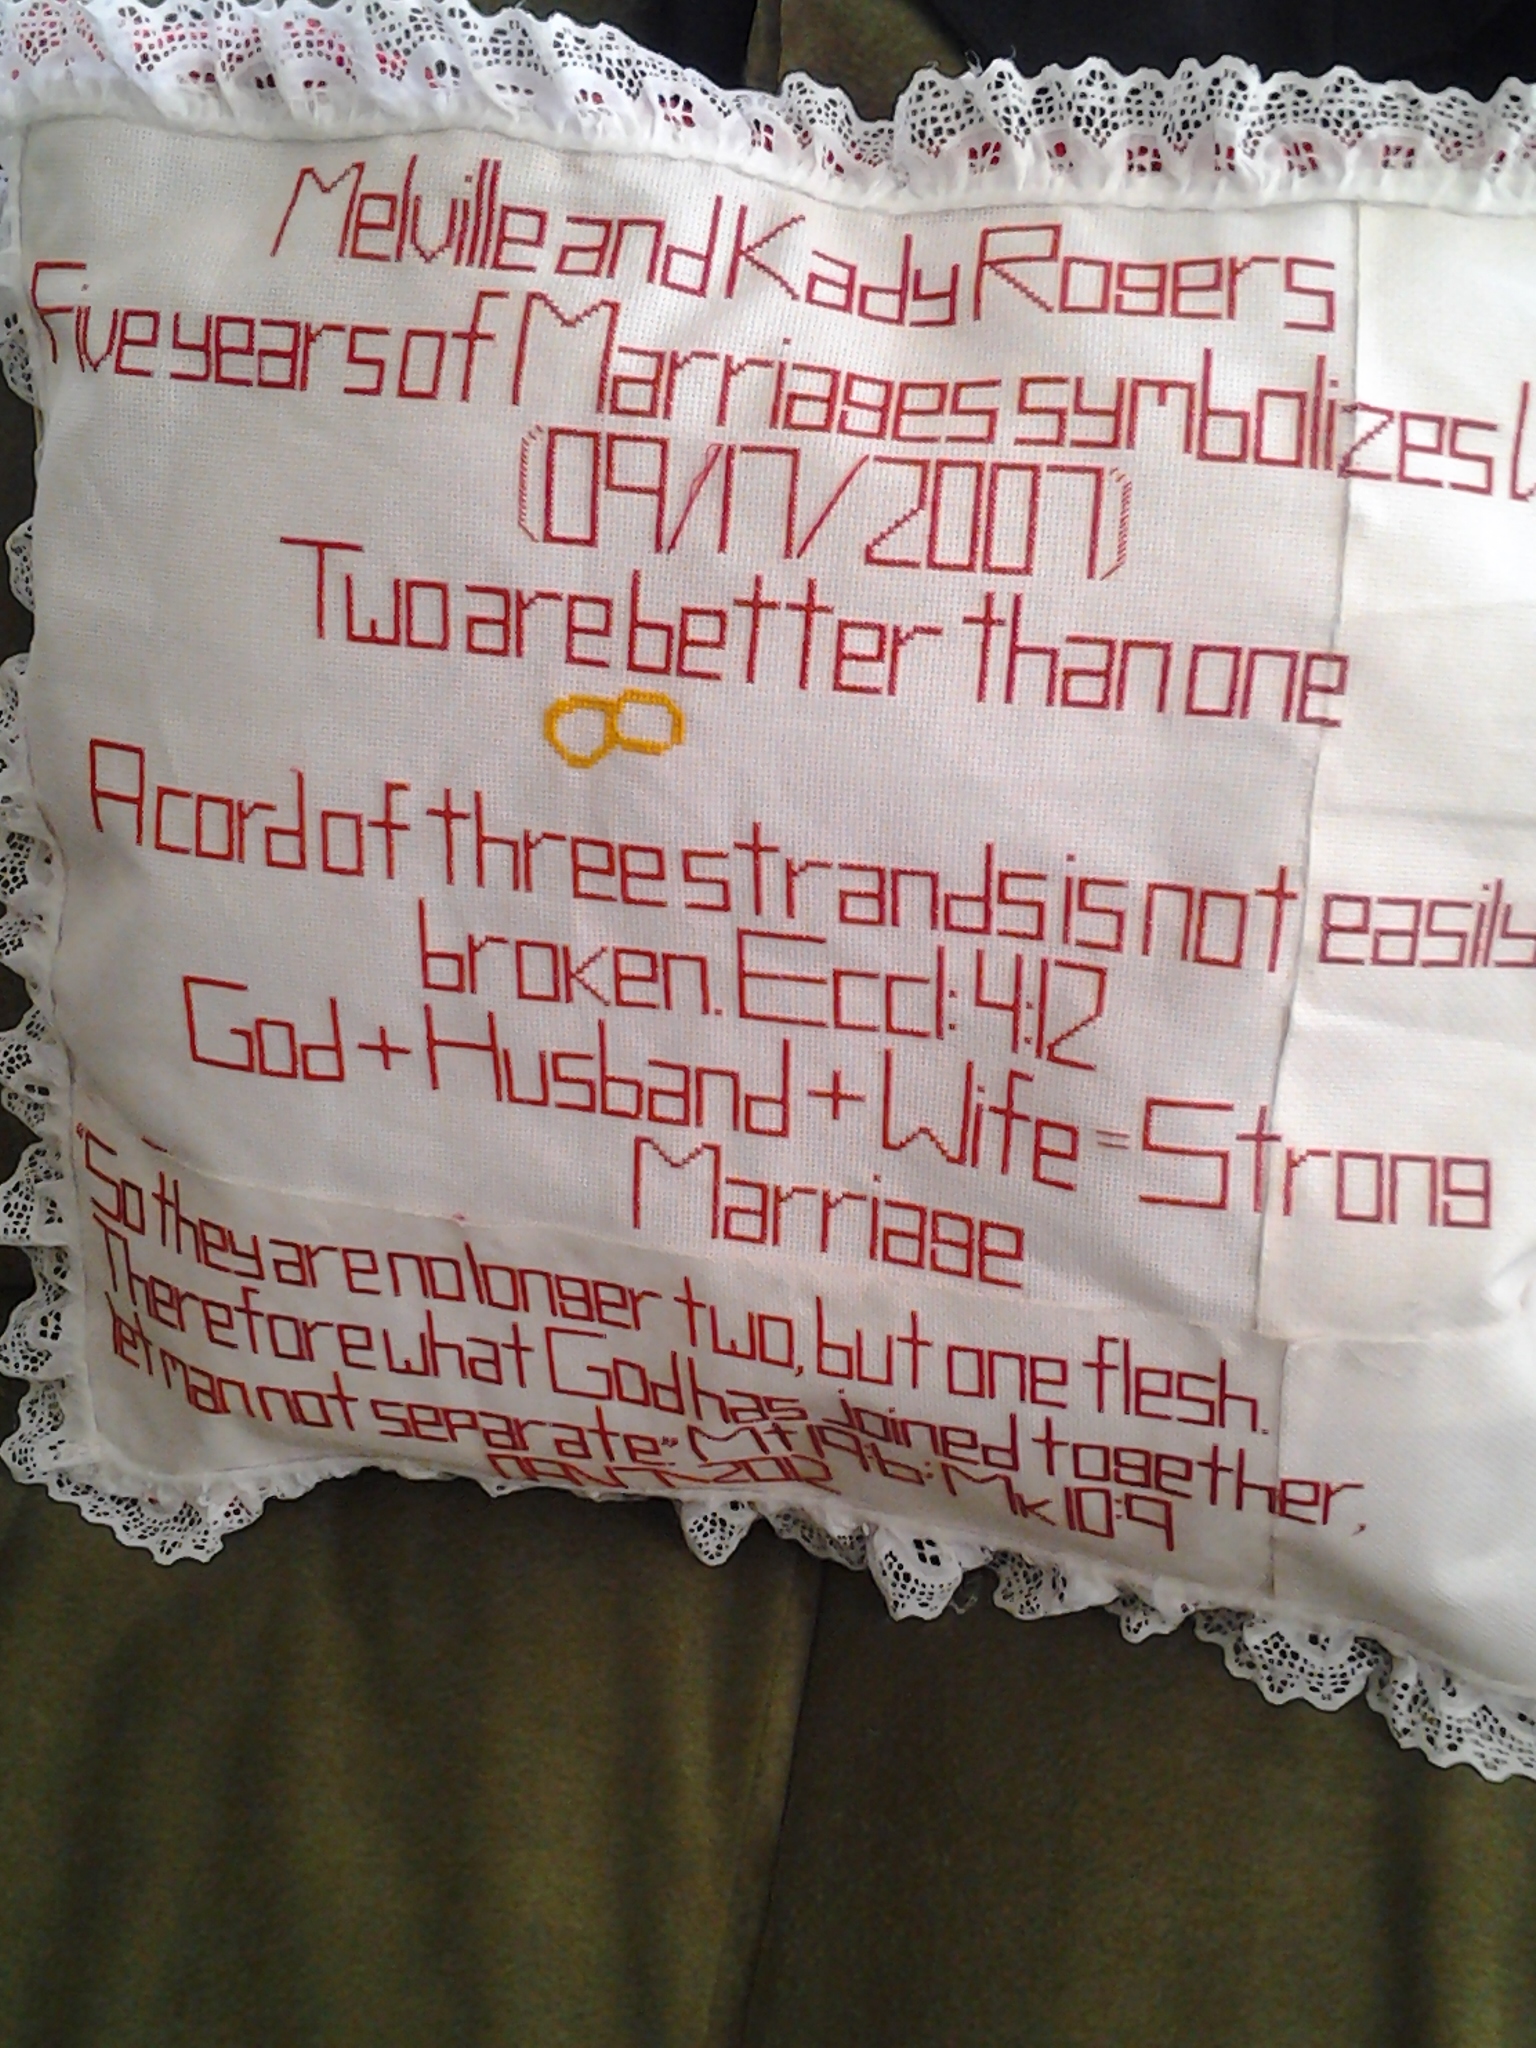 Melville and Kady Rogers
Five years of Marriages symbolizes
(09/17/2007)
Two are better than one
A cord of three strands is not easily
broken. Eccl: 4:12
God + Husband + Wife = Strong
Marriage
"So they are no longer two, but one flesh.
Therefore what God has joined together,
let man not separate." Mt 19:6: Mk 10:9